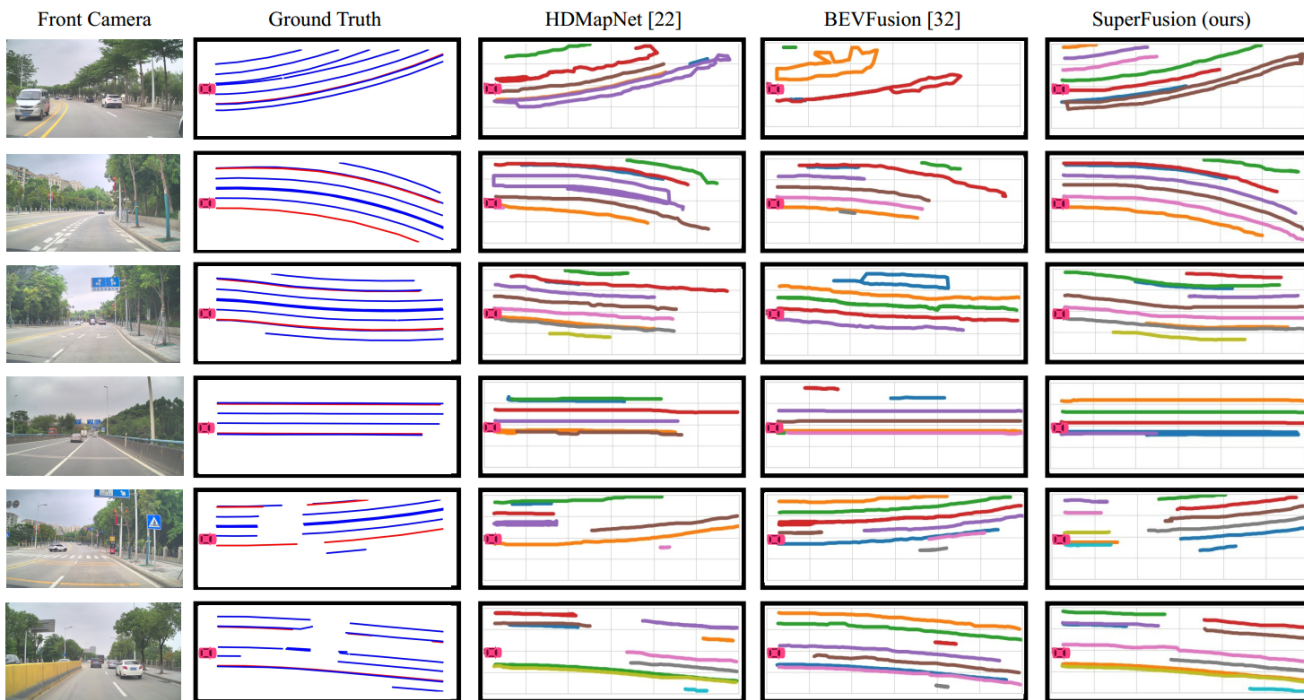 Front Camera
Ground Truth
HDMapNet [22]
BEVFusion [32]
SuperFusion (ours)